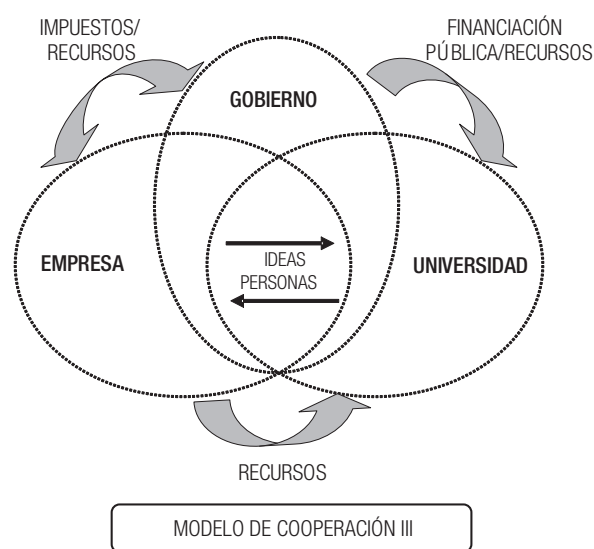 IMPUESTOS/
RECURSOS
FINANCIACIÓN
PÚBLICA/RECURSOS
GOBIERNO
EMPRESA
IDEAS
PERSONAS
UNIVERSIDAD
RECURSOS
MODELO DE COOPERACIÓN III